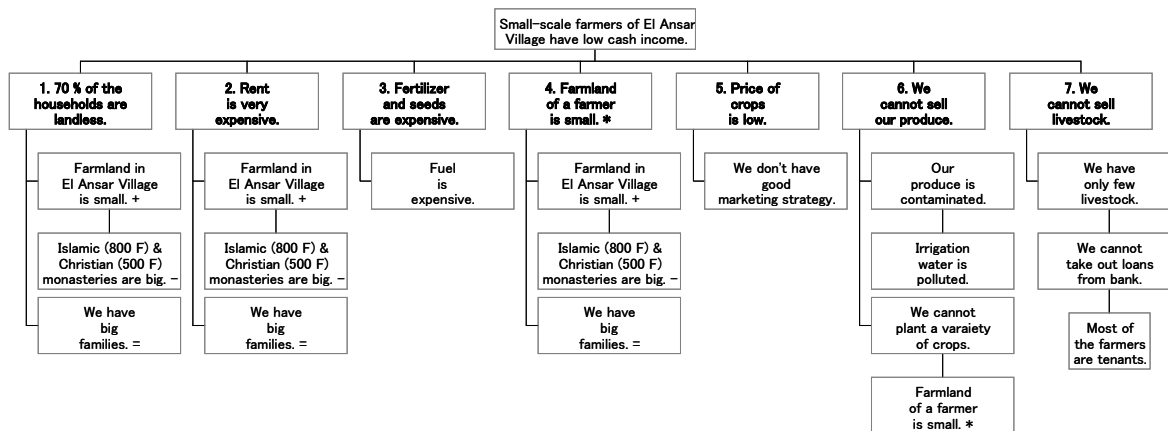 Small-scale farmers of El Ansar
Village have low cash income.
1. 70 % of the
households are
landless.
2. Rent
is very
expensive.
3. Fertilizer
and seeds
are expensive.
4. Farmland
of a farmer
is small. *
5. Price of
crops
is low.
6. We
cannot sell
our produce.
7. We
cannot sell
livestock.
Farmland in
El Ansar Village
is small. +
Farmland in
El Ansar Village
is small. +
Fuel
is
expensive.
Farmland in
El Ansar Village
is small. +
We don't have
good
marketing strategy.
Our
produce is
contaminated.
We have
only few
livestock.
Islamic (800 F) &
Christian (500 F)
monasteries are big. -
Islamic (800 F) &
Christian (500 F)
monasteries are big. -
Islamic (800 F) &
Christian (500 F)
monasteries are big. -
Irrigation
water is
polluted.
We cannot
take out loans
from bank.
We have
big
families. =
We have
big
families. =
We have
big
families. =
We cannot
plant a varaiety
of crops.
Most of
the farmers
are tenants.
Farmland
of a farmer
is small. *